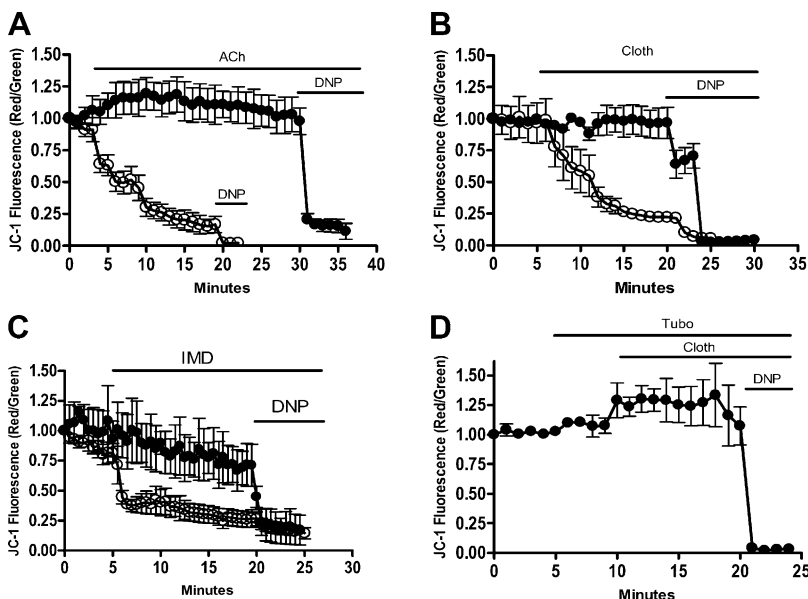 A
ACh
DNP
DNP
JC-1 Fluorescence (Red/Green)
1.50
1.25
1.00
0.75
0.50
0.25
0.00
0 5 10 15 20 25 30 35 40
Minutes
B
Cloth
DNP
JC-1 Fluorescence (Red/Green)
1.50
1.25
1.00
0.75
0.50
0.25
0.00
0 5 10 15 20 25 30 35
Minutes
C
IMD
DNP
JC-1 Fluorescence (Red/Green)
1.50
1.25
1.00
0.75
0.50
0.25
0.00
0 5 10 15 20 25 30
Minutes
D
Tubo
Cloth
DNP
JC-1 Fluorescence (Red/Green)
1.50
1.25
1.00
0.75
0.50
0.25
0.00
0 5 10 15 20 25
Minutes